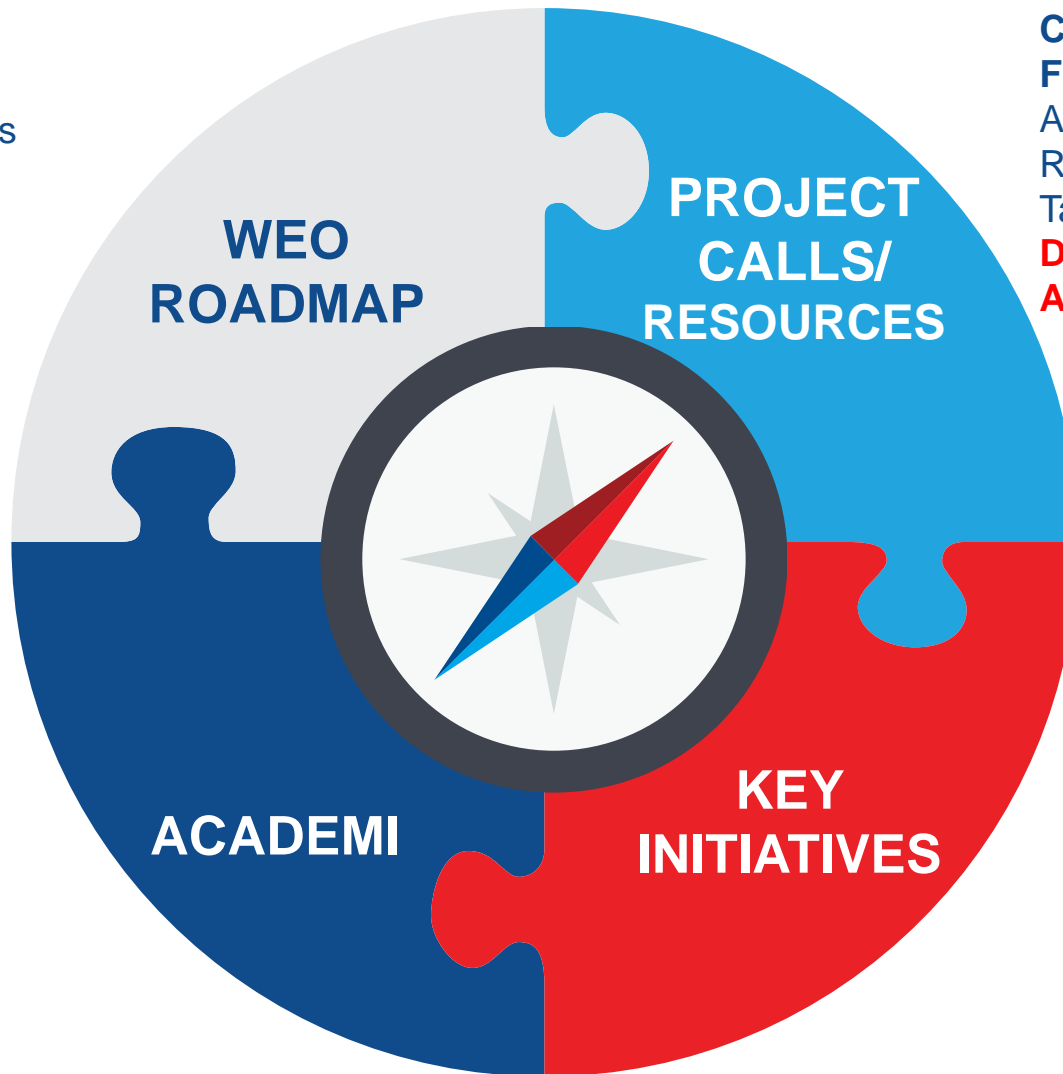 WEO
ROADMAP
PROJECT
CALLS/
RESOURCES
ACADEMI
KEY
INITIATIVES